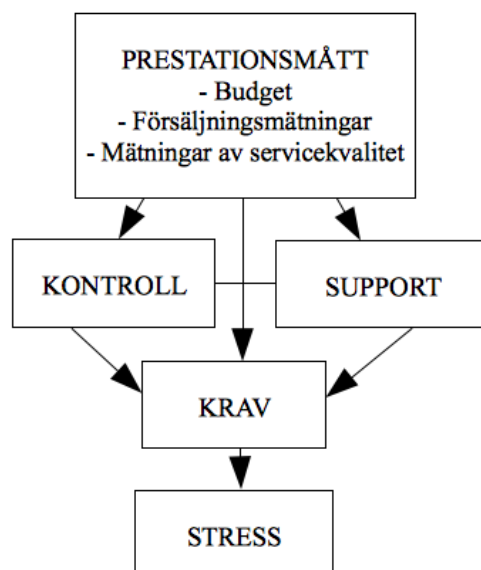 PRESTATIONSMÅTT
- Budget
- Försäljningsmätningar
- Mätningar av servicekvalitet
KONTROLL
SUPPORT
KRAV
STRESS